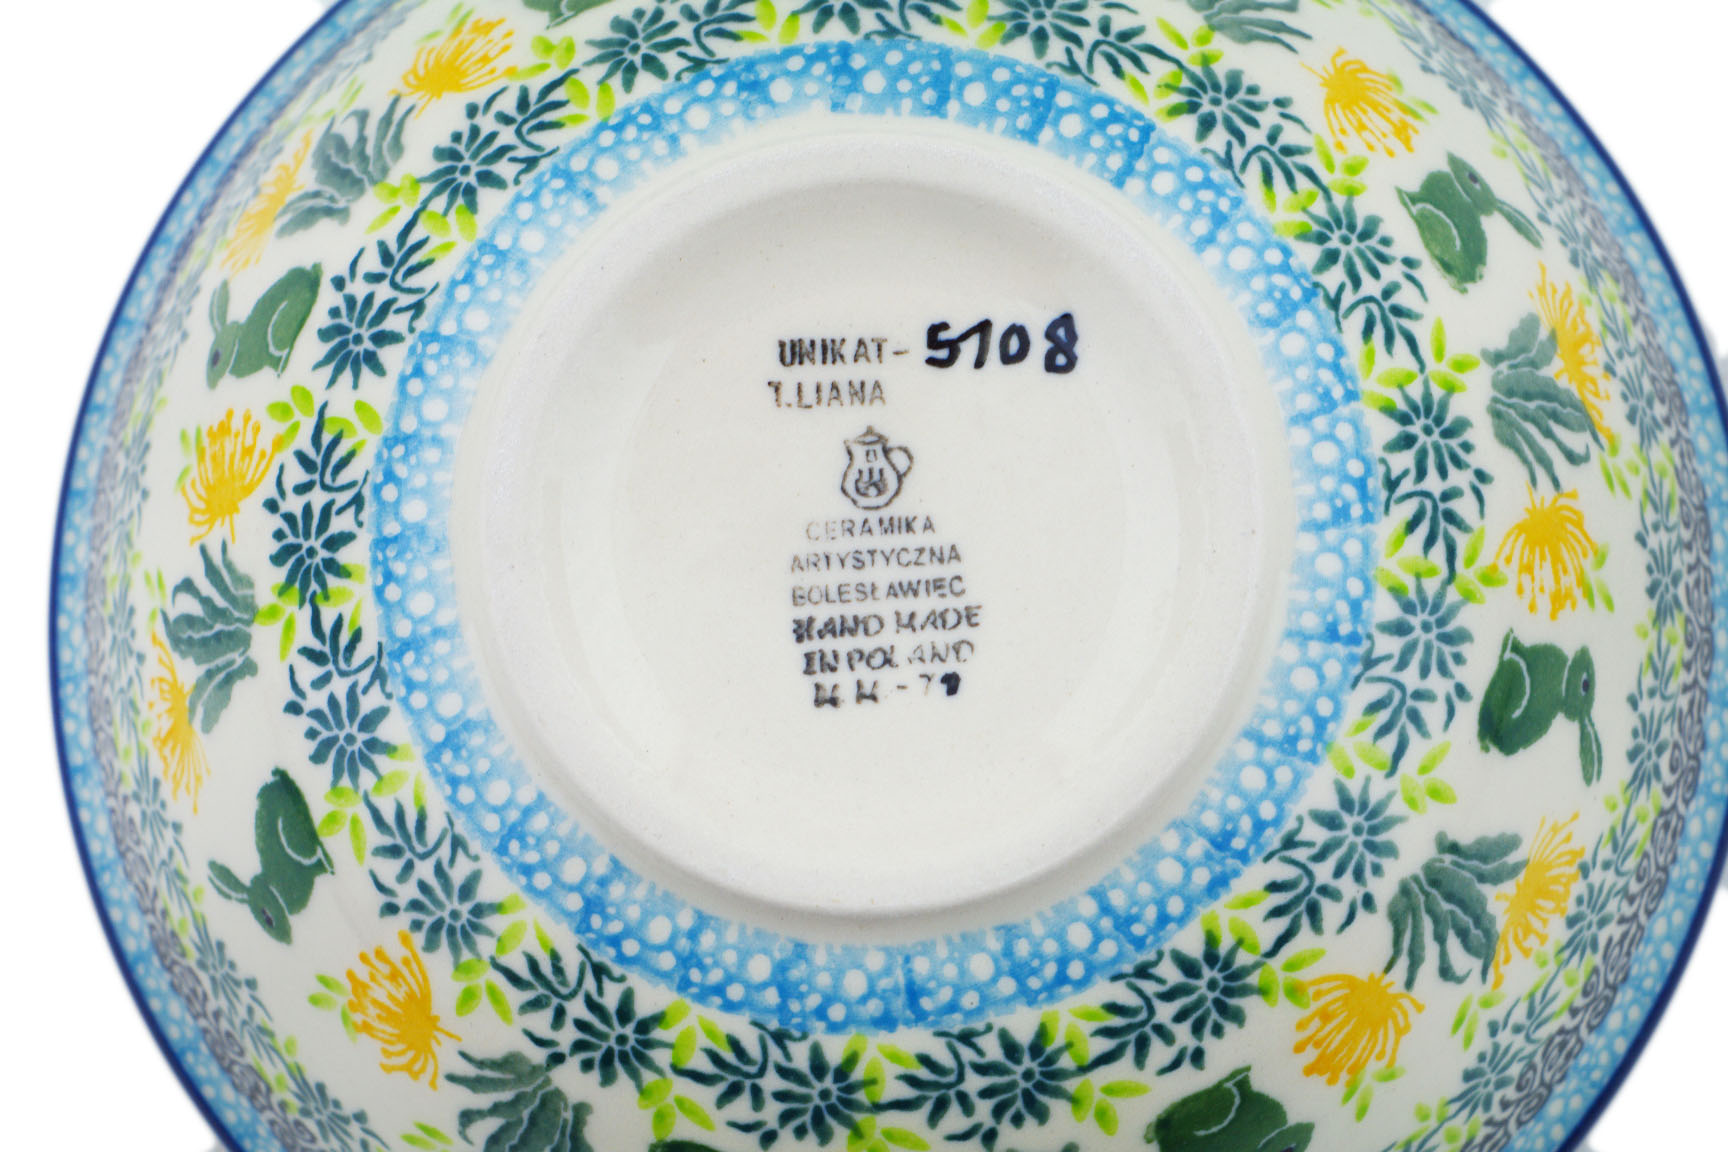 UNIKAT- 5108
T.LIANA
CERAMIKA
ARTYSTYCZNA
BOLESŁAWIEC
HAND MADE
IN POLAND